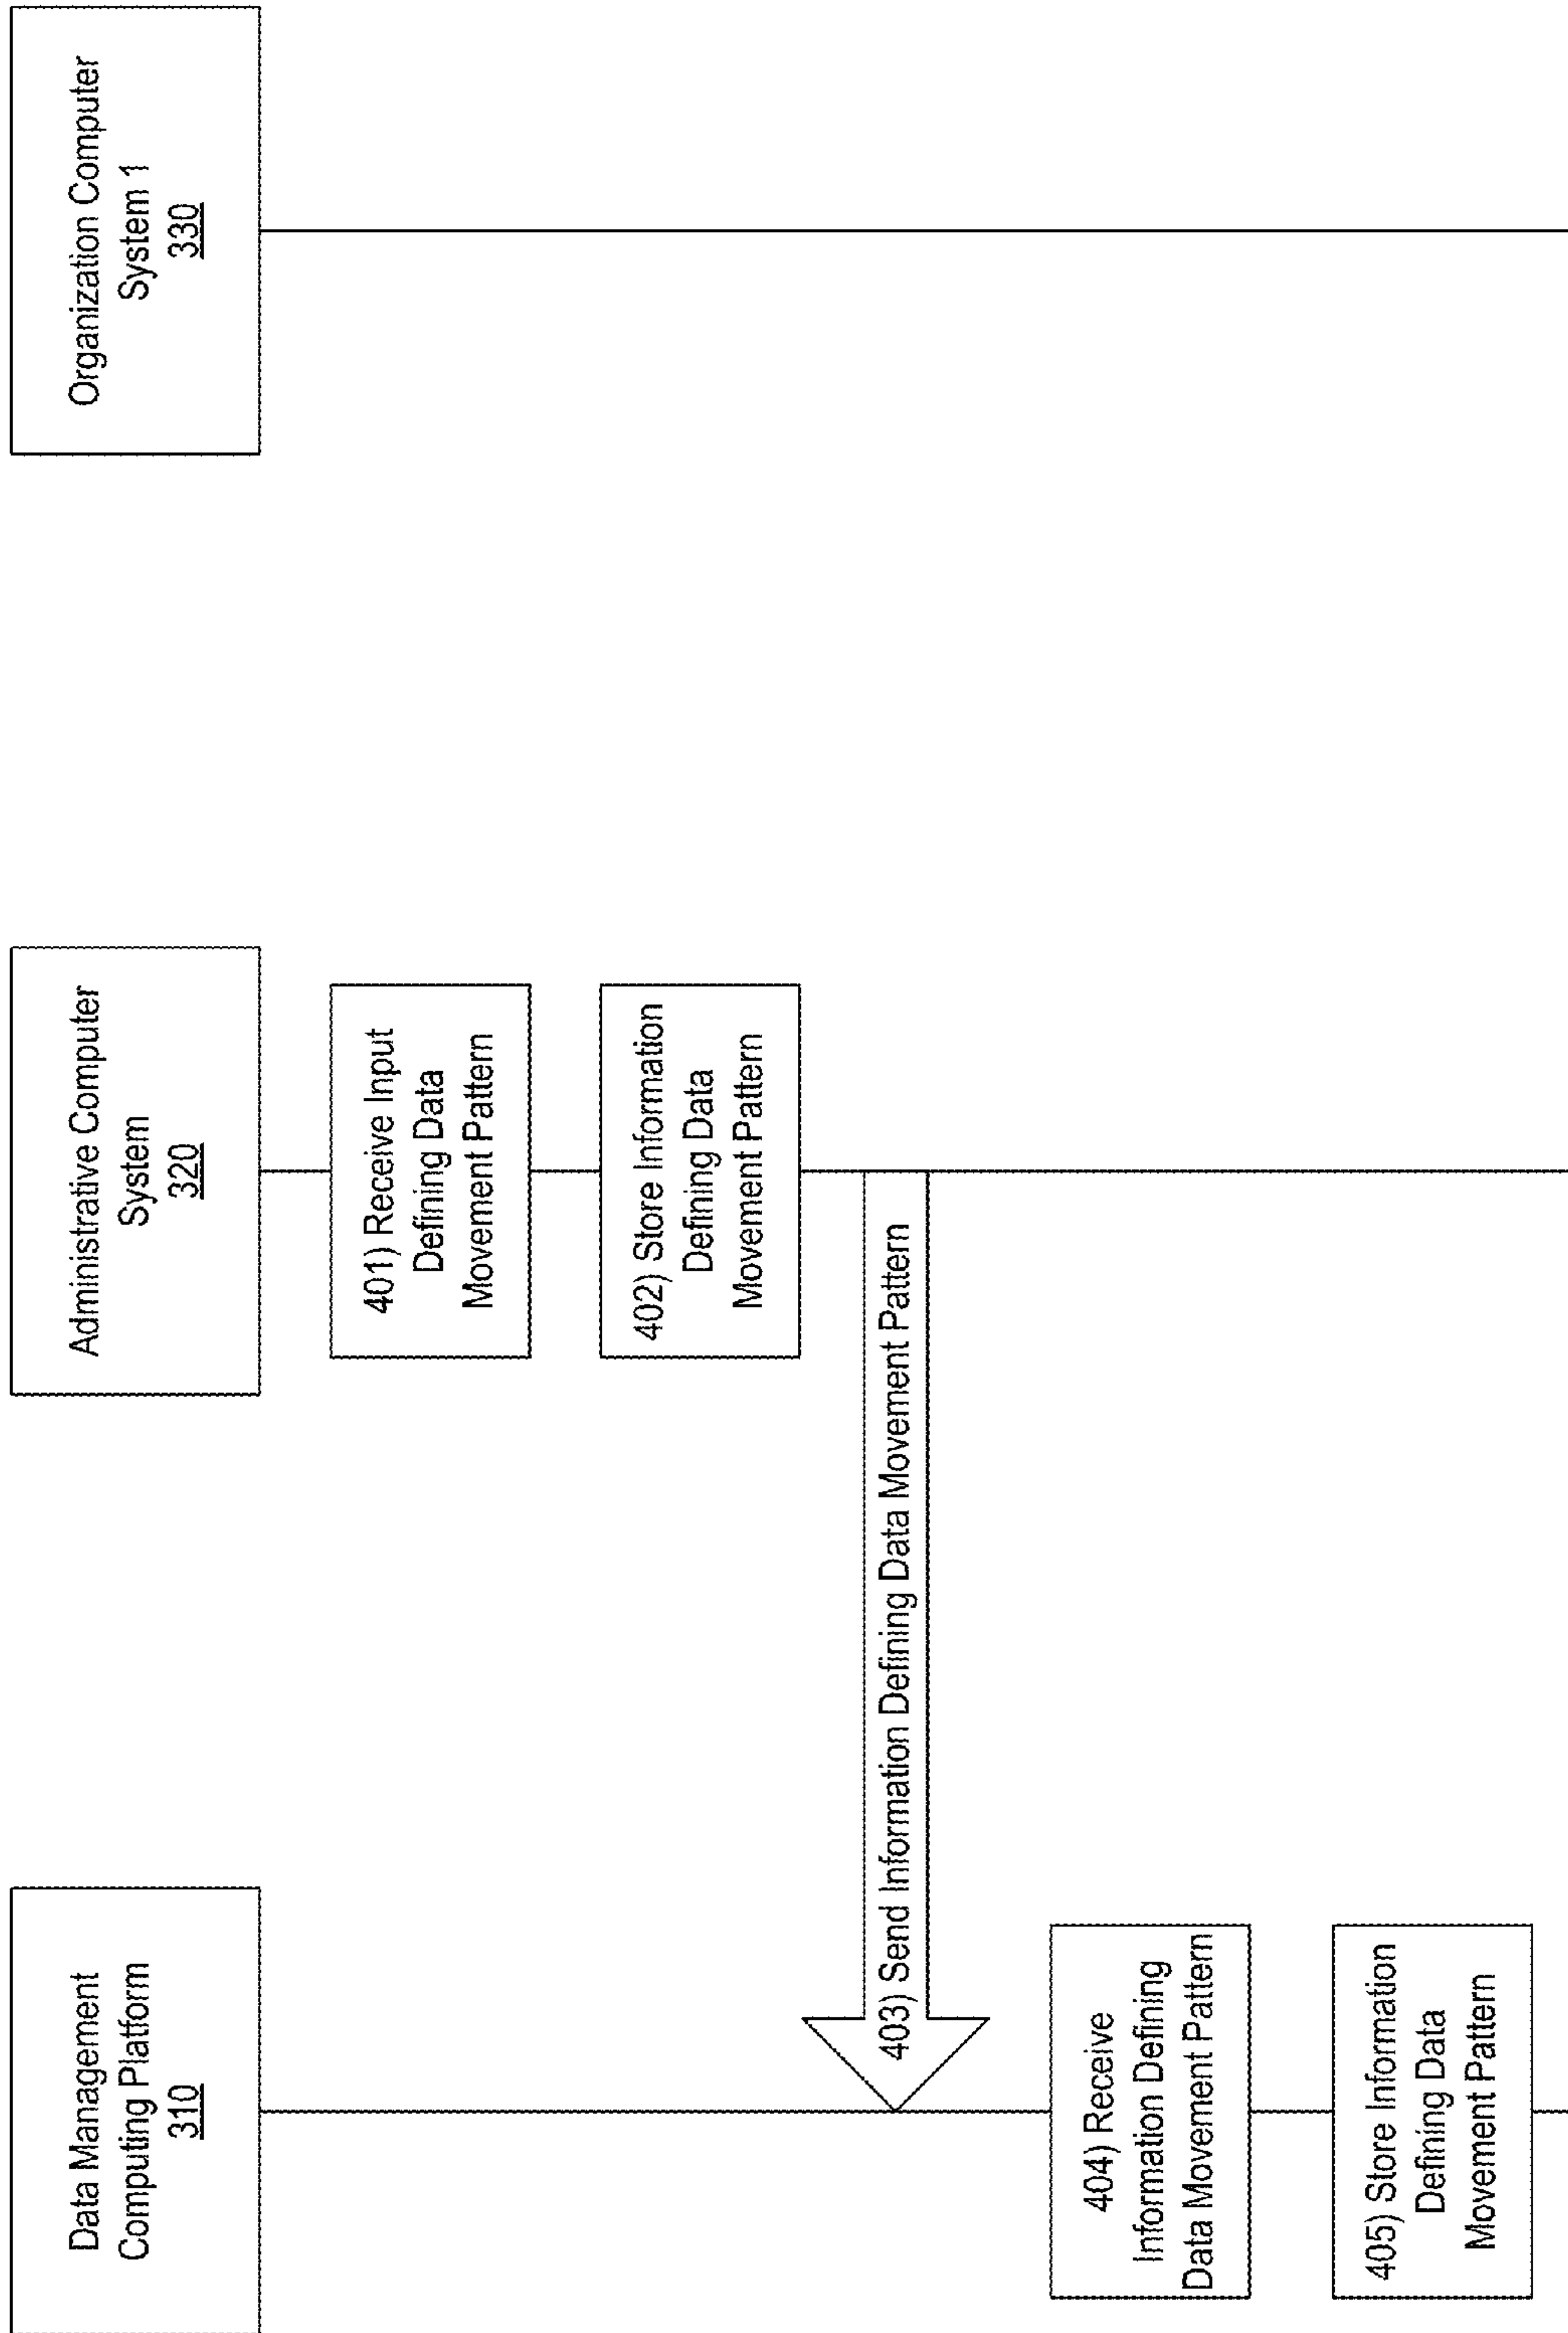 Data Management
Computing Platform
310
Administrative Computer
System
320
Organization Computer
System 1
330
401) Receive Input
Defining Data
Movement Pattern
402) Store Information
Defining Data
Movement Pattern
403) Send Information Defining Data Movement Pattern
404) Receive
Information Defining
Data Movement Pattern
405) Store Information
Defining Data
Movement Pattern